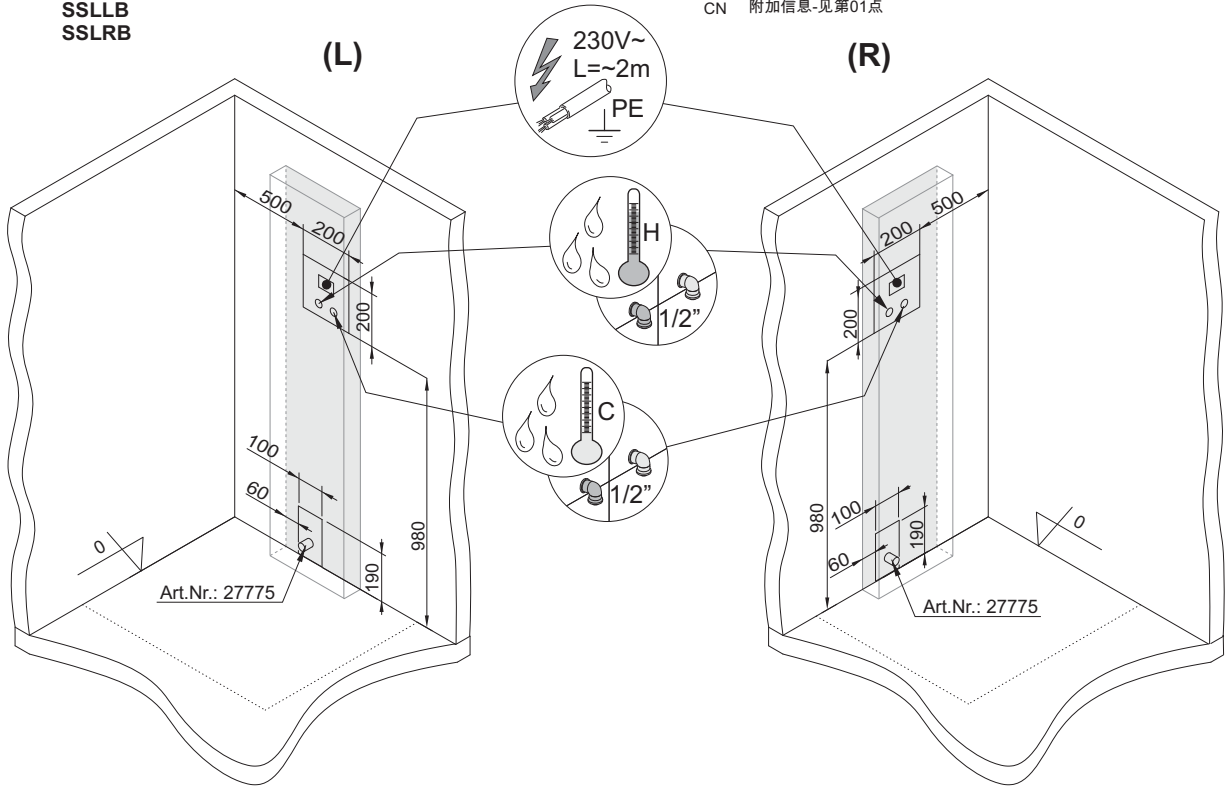 SSLLB
SSLRB
CN 附加信息-见第01点
(L)
(R)
230V~
L=~2m
PE
H
1/2”
C
1/2”
500
200
200
980
100
60
190
0
Art.Nr.: 27775
500
200
200
980
100
60
190
0
Art.Nr.: 27775